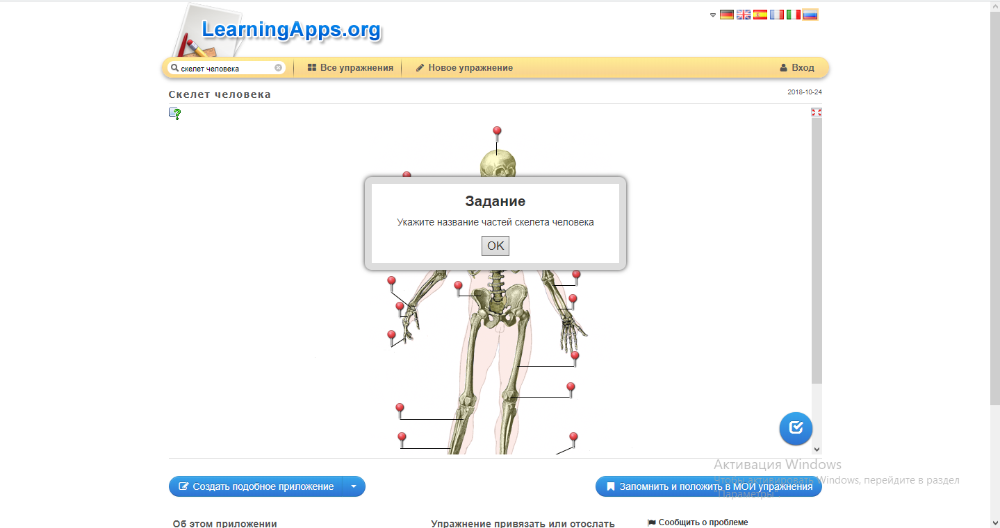 LearningApps.org
скелет человека
Все упражнения
Новое упражнение
Вход
Скелет человека
2018-10-24
Задание
Укажите название частей скелета человека
OK
Активация Windows
Чтобы активировать Windows, перейдите в раздел
"Параметры".
Создать подобное приложение
Запомнить и положить в МОИ упражнения
Об этом приложении
Упражнение привязать или отослать
Сообщить о проблеме